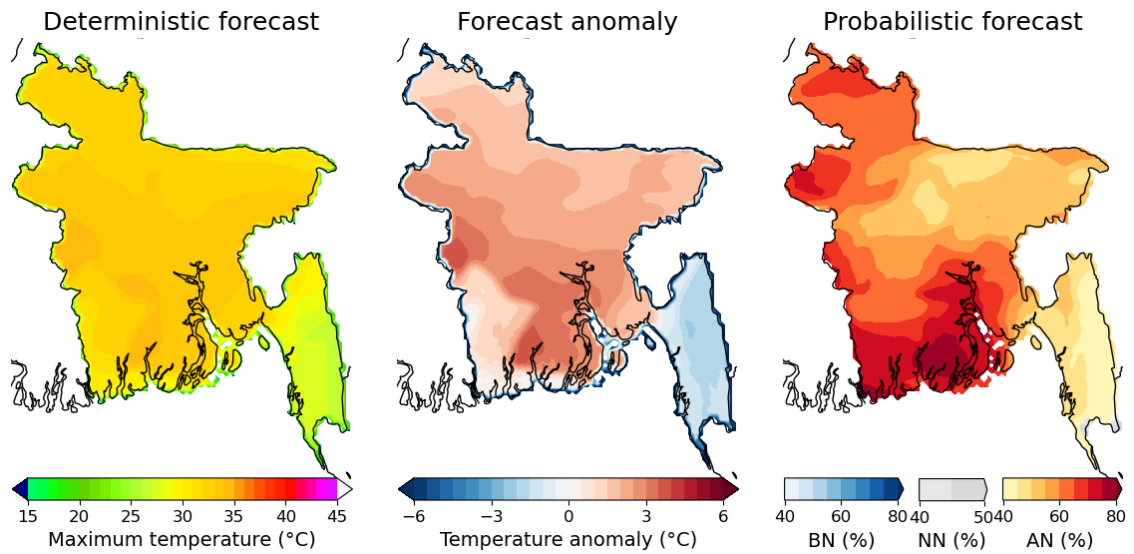 Deterministic forecast
Forecast anomaly
Probabilistic forecast
15 20 25 30 35 40 45
Maximum temperature (°C)
−6 −3 0 3 6
Temperature anomaly (°C)
40 60 80
BN (%)
40 50
NN (%)
40 60 80
AN (%)